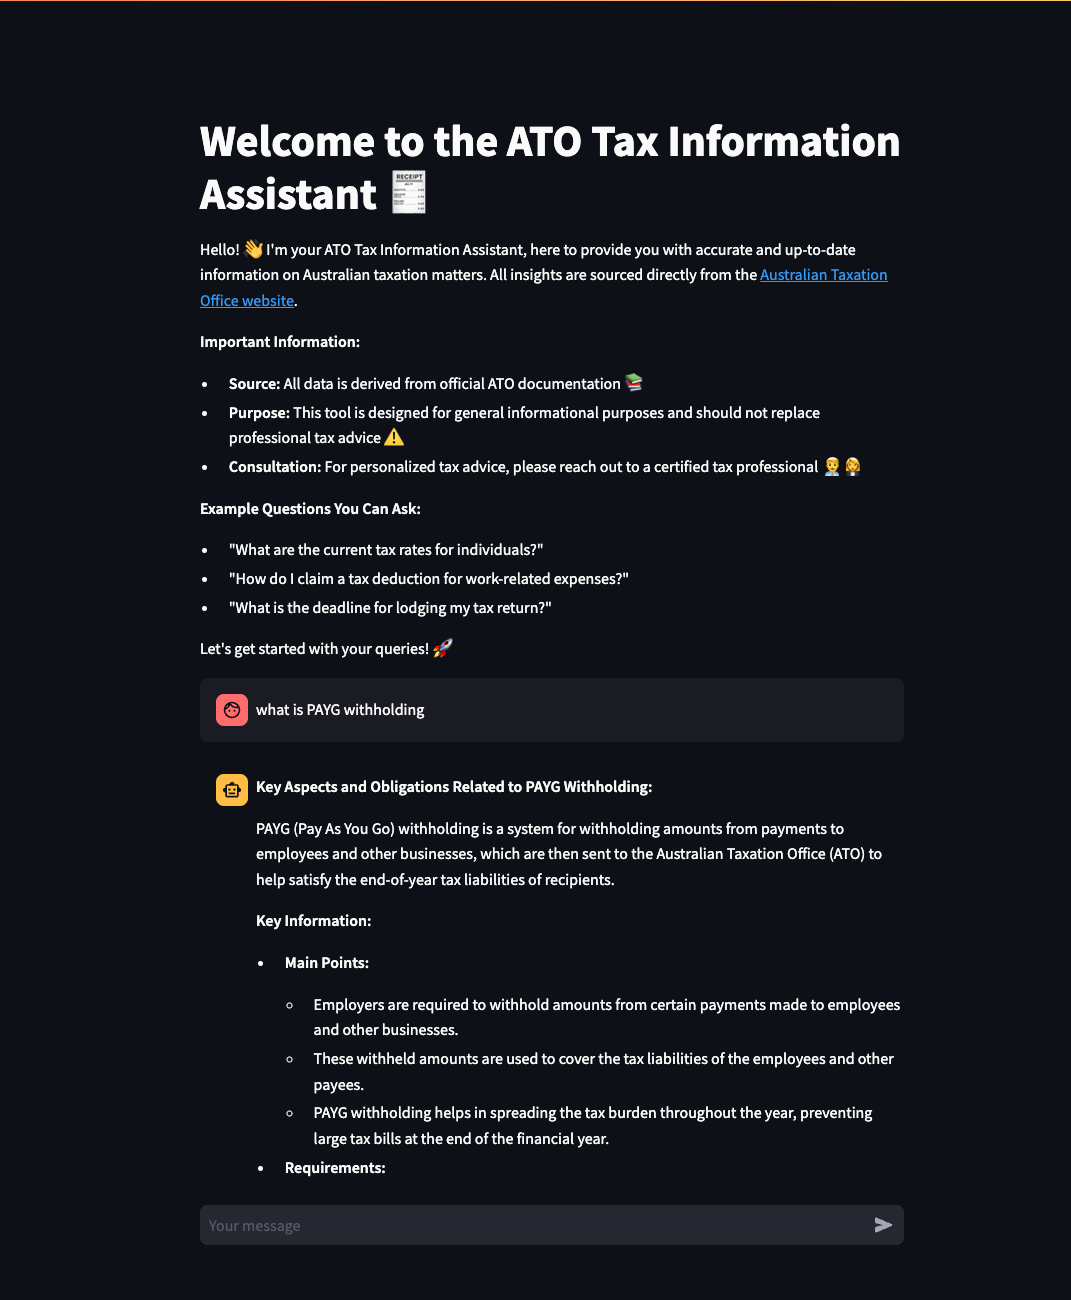 Welcome to the ATO Tax Information
Assistant 🧾
Hello! 👋 I'm your ATO Tax Information Assistant, here to provide you with accurate and up-to-date
information on Australian taxation matters. All insights are sourced directly from the Australian Taxation
Office website.
Important Information:
• Source: All data is derived from official ATO documentation 📚
• Purpose: This tool is designed for general informational purposes and should not replace
professional tax advice ⚠️
• Consultation: For personalized tax advice, please reach out to a certified tax professional 👨‍💼👩‍💼
Example Questions You Can Ask:
• "What are the current tax rates for individuals?"
• "How do I claim a tax deduction for work-related expenses?"
• "What is the deadline for lodging my tax return?"
Let's get started with your queries! 🚀
what is PAYG withholding
Key Aspects and Obligations Related to PAYG Withholding:
PAYG (Pay As You Go) withholding is a system for withholding amounts from payments to
employees and other businesses, which are then sent to the Australian Taxation Office (ATO) to
help satisfy the end-of-year tax liabilities of recipients.
Key Information:
• Main Points:
◦ Employers are required to withhold amounts from certain payments made to employees
and other businesses.
◦ These withheld amounts are used to cover the tax liabilities of the employees and other
payees.
◦ PAYG withholding helps in spreading the tax burden throughout the year, preventing
large tax bills at the end of the financial year.
• Requirements:
Your message